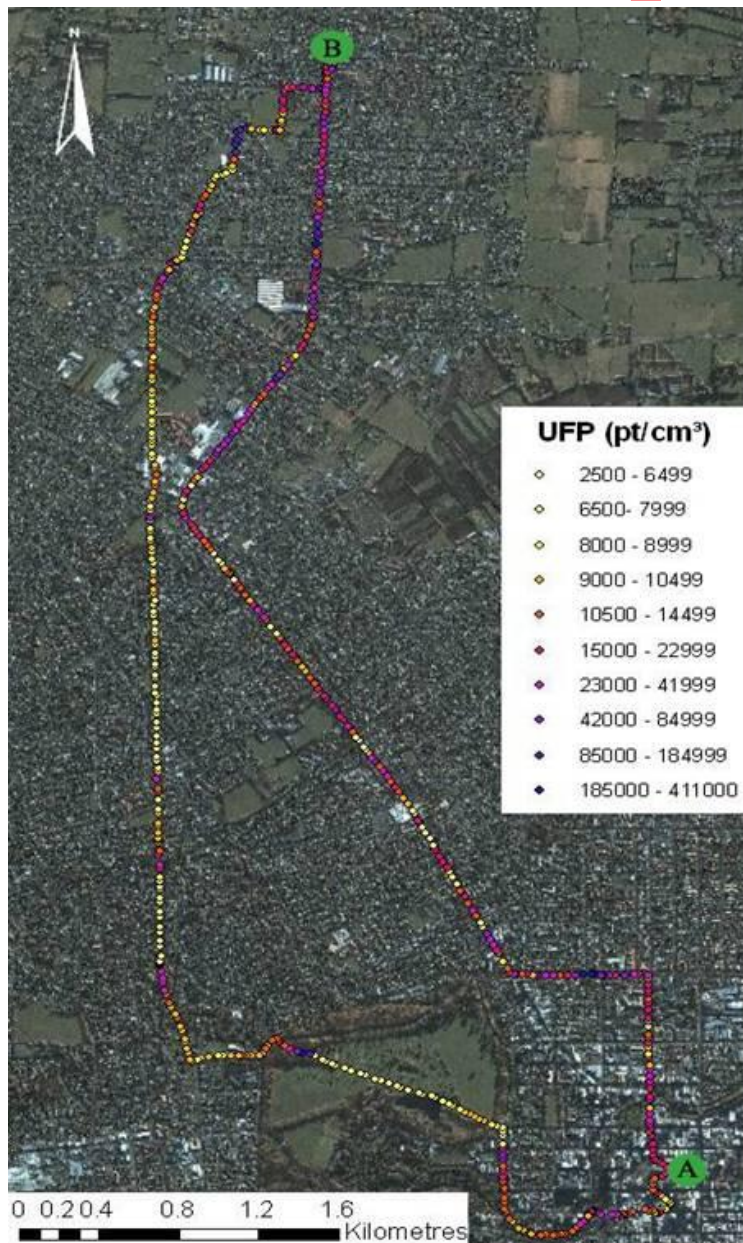 N
B
UFP (pt/cm³)
2500 - 6499
6500- 7999
8000 - 8999
9000 - 10499
10500 - 14499
15000 - 22999
23000 - 41999
42000 - 84999
85000 - 184999
185000 - 411000
A
0 0.2 0.4 0.8 1.2 1.6
Kilometres